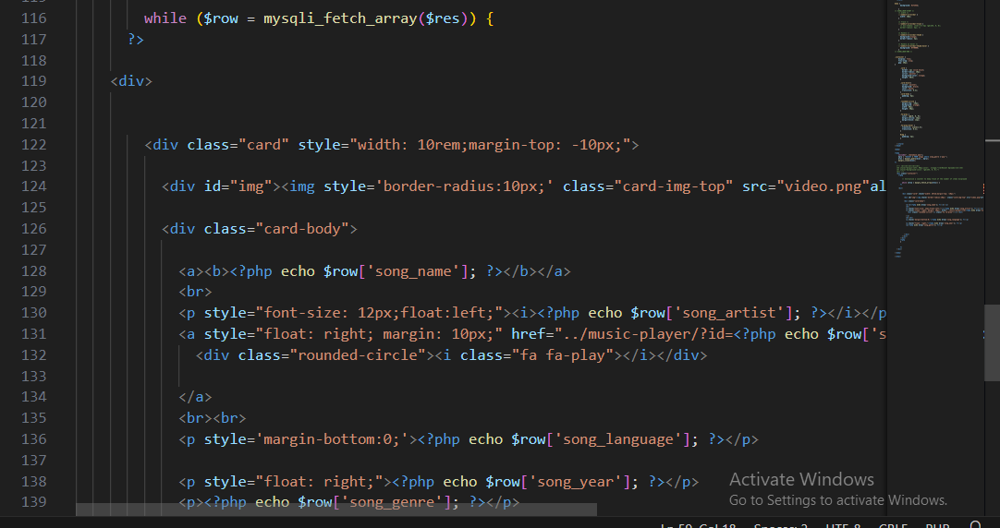 116 while ($row = mysqli_fetch_array($res)) {
117 ?>
118
119 <div>
120
121
122 <div class="card" style="width: 10rem;margin-top: -10px;">
123
124 <div id="img"><img style='border-radius:10px;' class="card-img-top" src="video.png"al
125
126 <div class="card-body">
127
128 <a><b><?php echo $row['song_name']; ?></b></a>
129 <br>
130 <p style="font-size: 12px;float:left;"><i><?php echo $row['song_artist']; ?></i></p
131 <a style="float: right; margin: 10px;" href="../music-player/?id=<?php echo $row['s
132 <div class="rounded-circle"><i class="fa fa-play"></i></div>
133
134 </a>
135 <br><br>
136 <p style='margin-bottom:0;'><?php echo $row['song_language']; ?></p>
137
138 <p style="float: right;"><?php echo $row['song_year']; ?></p>
139 <p><?php echo $row['song_genre']; ?></p>
Activate Windows
Go to Settings to activate Windows.